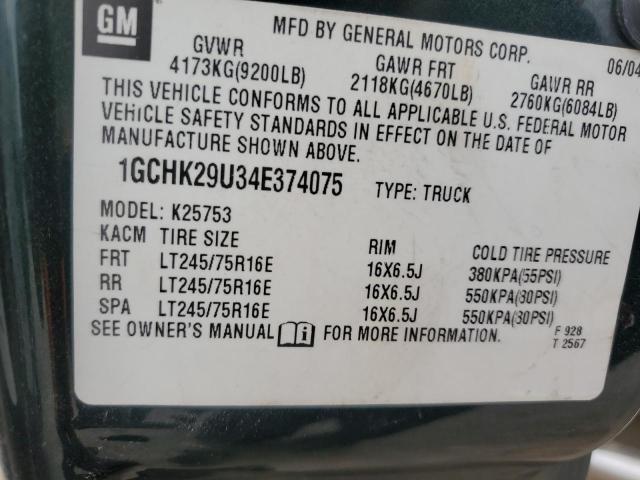 GM
MFD BY GENERAL MOTORS CORP. 06/04
GVWR GAWR FRT GAWR RR
4173KG(9200LB) 2118KG(4670LB) 2760KG(6084LB)
THIS VEHICLE CONFORMS TO ALL APPLICABLE U.S. FEDERAL MOTOR
VEHICLE SAFETY STANDARDS IN EFFECT ON THE DATE OF
MANUFACTURE SHOWN ABOVE.
1GCHK29U34E374075 TYPE: TRUCK
MODEL: K25753
KACM TIRE SIZE RIM COLD TIRE PRESSURE
FRT LT245/75R16E 16X6.5J 380KPA(55PSI)
RR LT245/75R16E 16X6.5J 550KPA(30PSI)
SPA LT245/75R16E 16X6.5J 550KPA(30PSI)
SEE OWNER'S MANUAL i FOR MORE INFORMATION. F 928
T 2567